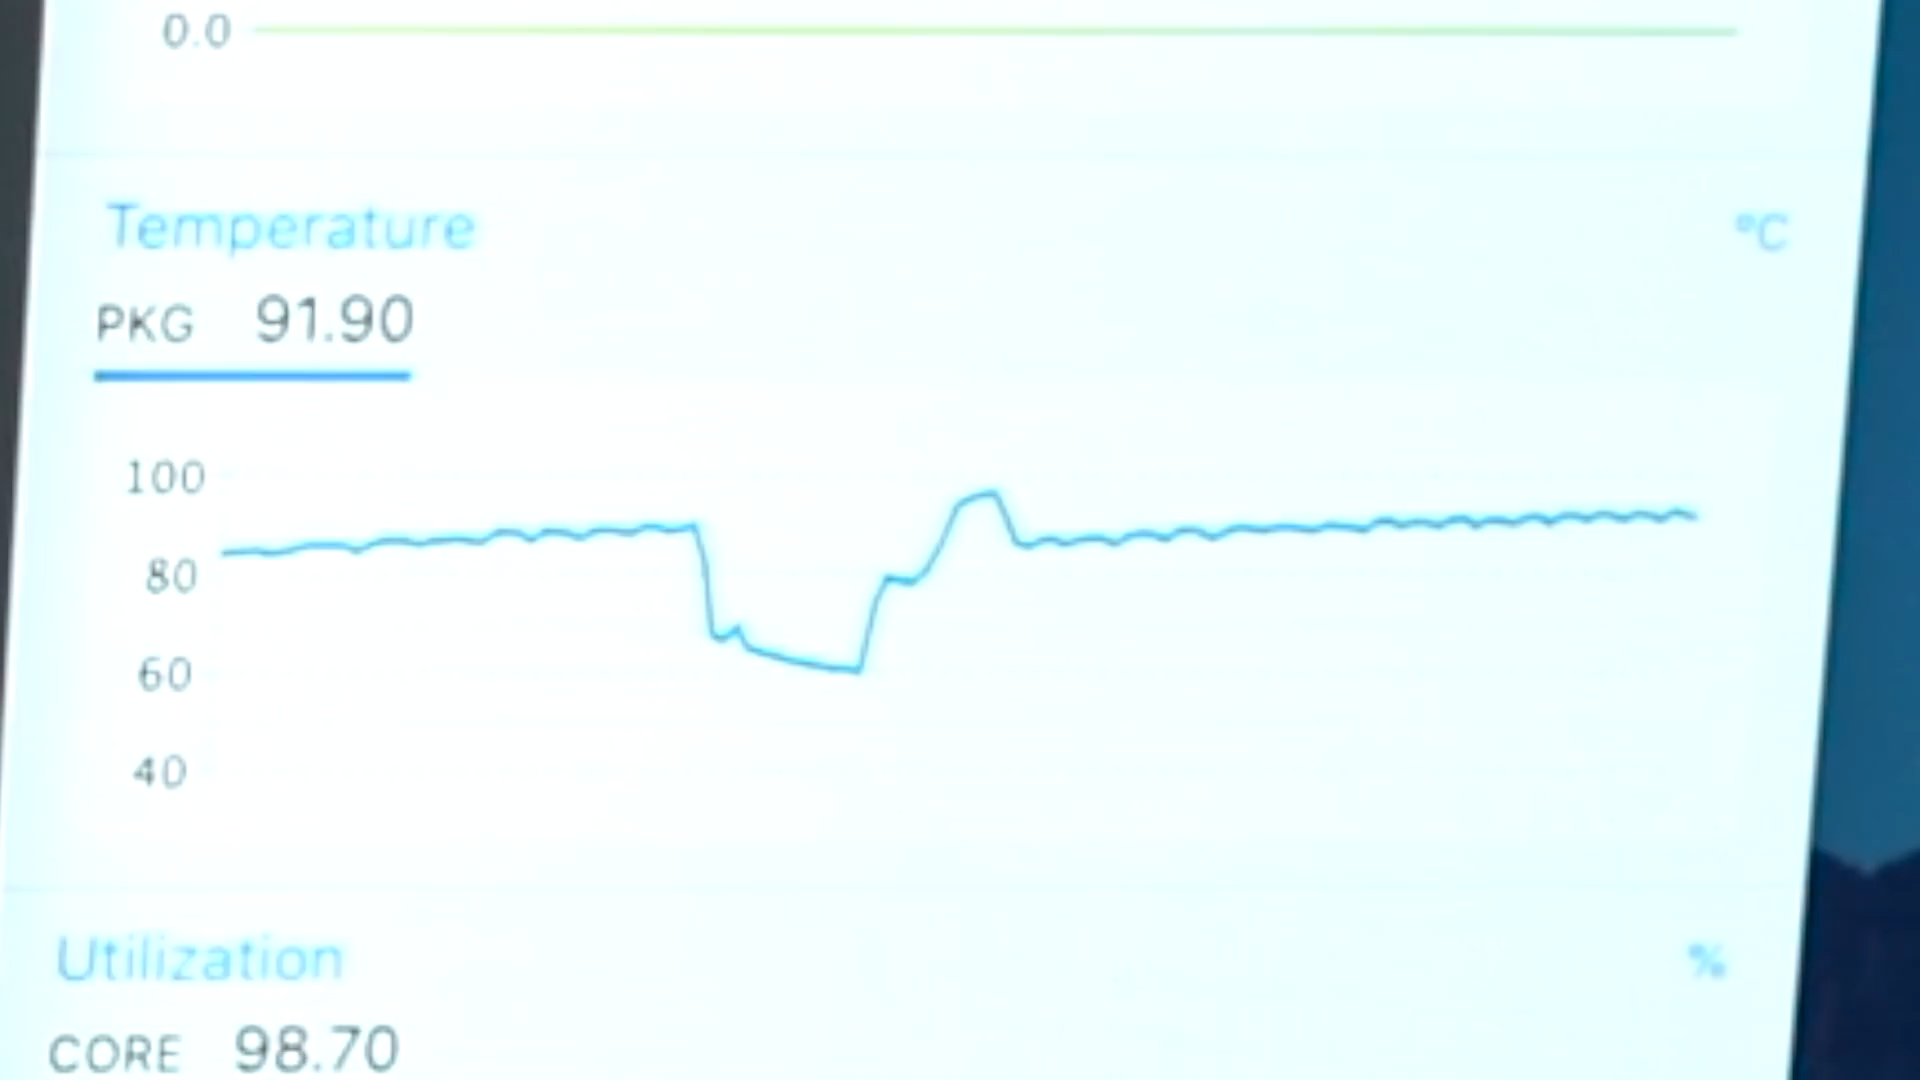 0.0
Temperature °C
PKG 91.90
100
80
60
40
Utilization %
CORE 98.70